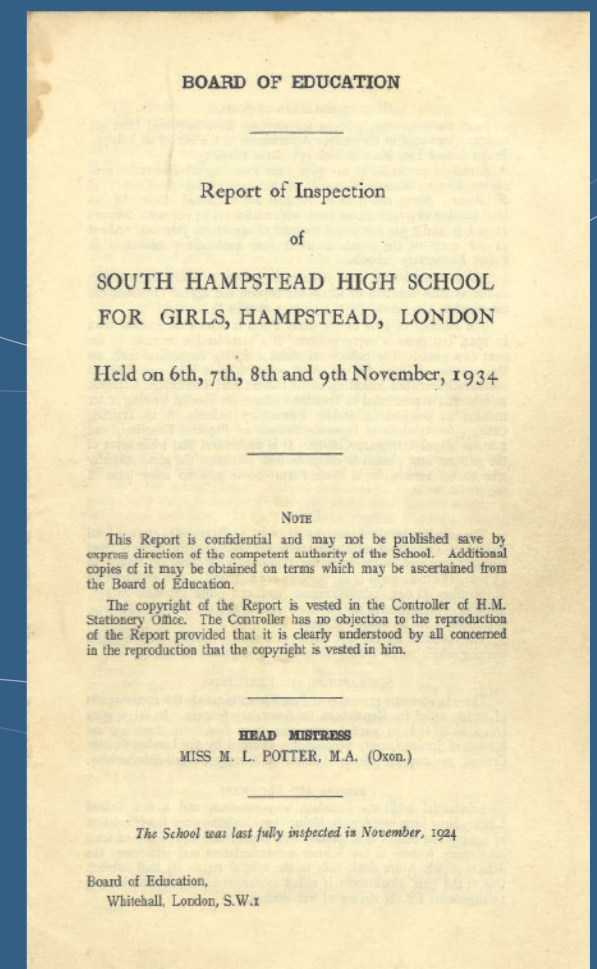 BOARD OF EDUCATION
Report of Inspection
of
SOUTH HAMPSTEAD HIGH SCHOOL
FOR GIRLS, HAMPSTEAD, LONDON
Held on 6th, 7th, 8th and 9th November, 1934
NOTE
This Report is confidential and may not be published save by
express direction of the competent authority of the School. Additional
copies of it may be obtained on terms which may be ascertained from
the Board of Education.
The copyright of the Report is vested in the Controller of H.M.
Stationery Office. The Controller has no objection to the reproduction
of the Report provided that it is clearly understood by all concerned
in the reproduction that the copyright is vested in him.
HEAD MISTRESS
MISS M. L. POTTER, M.A. (Oxon.)
The School was last fully inspected in November, 1924
Board of Education,
Whitehall, London, S.W.1